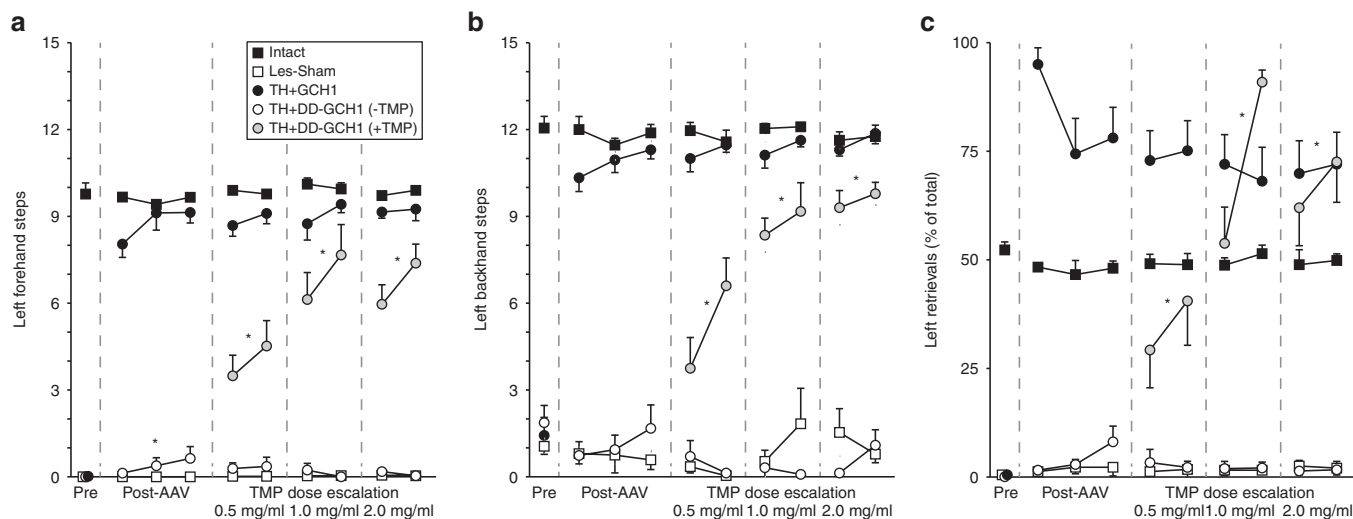 a
Left forehand steps
15
12
9
6
3
0
Intact
Les-Sham
TH+GCH1
TH+DD-GCH1 (-TMP)
TH+DD-GCH1 (+TMP)
*
*
*
*
Pre
Post-AAV
TMP dose escalation
0.5 mg/ml 1.0 mg/ml 2.0 mg/ml
b
Left backhand steps
15
12
9
6
3
0
*
*
*
Pre
Post-AAV
TMP dose escalation
0.5 mg/ml 1.0 mg/ml 2.0 mg/ml
c
Left retrievals (% of total)
100
75
50
25
0
*
*
*
Pre
Post-AAV
TMP dose escalation
0.5 mg/ml 1.0 mg/ml 2.0 mg/ml